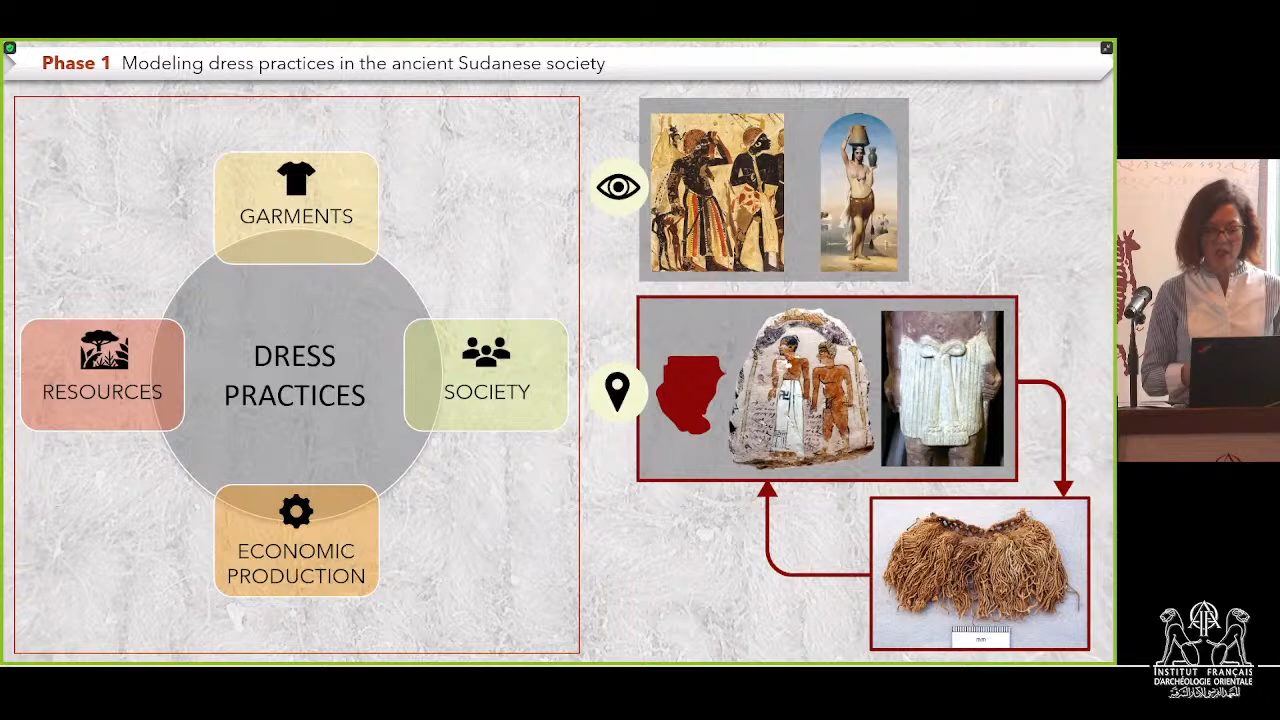 Phase 1 Modeling dress practices in the ancient Sudanese society
GARMENTS
RESOURCES
DRESS
PRACTICES
SOCIETY
ECONOMIC
PRODUCTION
mm
INSTITUT FRANÇAIS
D'ARCHÉOLOGIE ORIENTALE